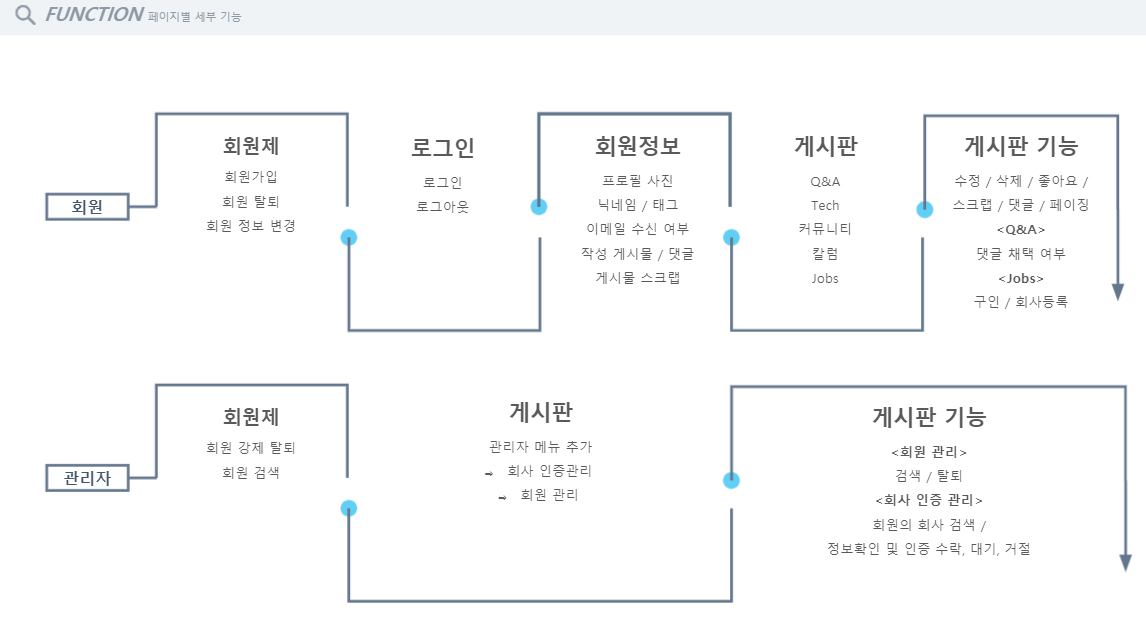 FUNCTION 페이지별 세부 기능
회원
회원제
회원가입
회원 탈퇴
회원 정보 변경
로그인
로그인
로그아웃
회원정보
프로필 사진
닉네임 / 태그
이메일 수신 여부
작성 게시물 / 댓글
게시물 스크랩
게시판
Q&A
Tech
커뮤니티
칼럼
Jobs
게시판 기능
수정 / 삭제 / 좋아요 /
스크랩 / 댓글 / 페이징
<Q&A>
댓글 채택 여부
<Jobs>
구인 / 회사등록
관리자
회원제
회원 강제 탈퇴
회원 검색
게시판
관리자 메뉴 추가
⇒ 회사 인증관리
⇒ 회원 관리
게시판 기능
<회원 관리>
검색 / 탈퇴
<회사 인증 관리>
회원의 회사 검색 /
정보확인 및 인증 수락, 대기, 거절